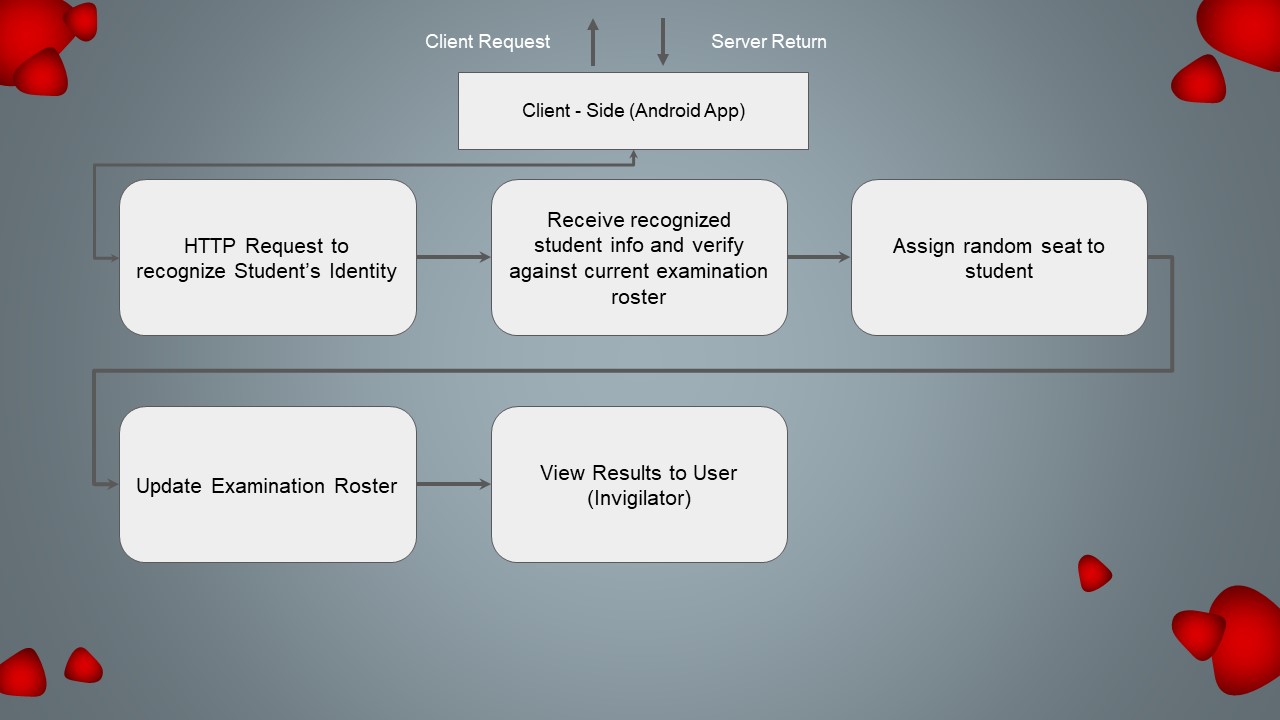 Client Request
Server Return
Client - Side (Android App)
HTTP Request to
recognize Student’s Identity
Receive recognized
student info and verify
against current examination
roster
Assign random seat to
student
Update Examination Roster
View Results to User
(Invigilator)